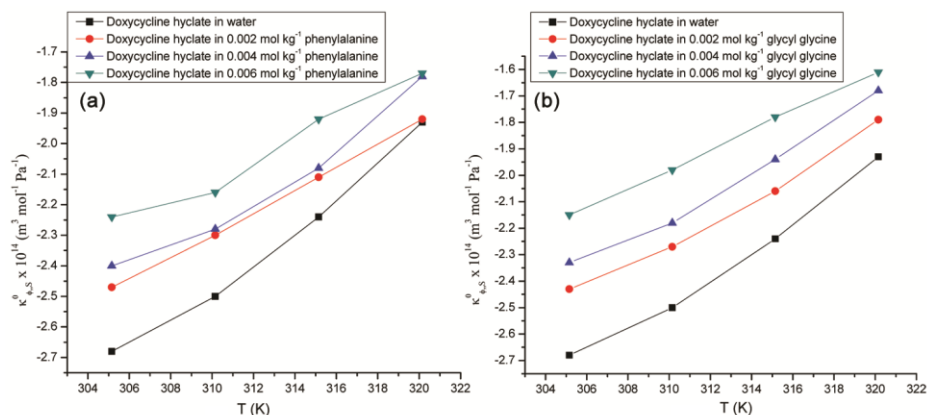 Doxycycline hyclate in water
Doxycycline hyclate in 0.002 mol kg⁻¹ phenylalanine
Doxycycline hyclate in 0.004 mol kg⁻¹ phenylalanine
Doxycycline hyclate in 0.006 mol kg⁻¹ phenylalanine
(a)
κ⁰ϕ,S x 10¹⁴ (m³ mol⁻¹ Pa⁻¹)
-1.7
-1.8
-1.9
-2.0
-2.1
-2.2
-2.3
-2.4
-2.5
-2.6
-2.7
304 306 308 310 312 314 316 318 320 322
T (K)
Doxycycline hyclate in water
Doxycycline hyclate in 0.002 mol kg⁻¹ glycyl glycine
Doxycycline hyclate in 0.004 mol kg⁻¹ glycyl glycine
Doxycycline hyclate in 0.006 mol kg⁻¹ glycyl glycine
(b)
κ⁰ϕ,S x 10¹⁴ (m³ mol⁻¹ Pa⁻¹)
-1.6
-1.7
-1.8
-1.9
-2.0
-2.1
-2.2
-2.3
-2.4
-2.5
-2.6
-2.7
304 306 308 310 312 314 316 318 320 322
T (K)